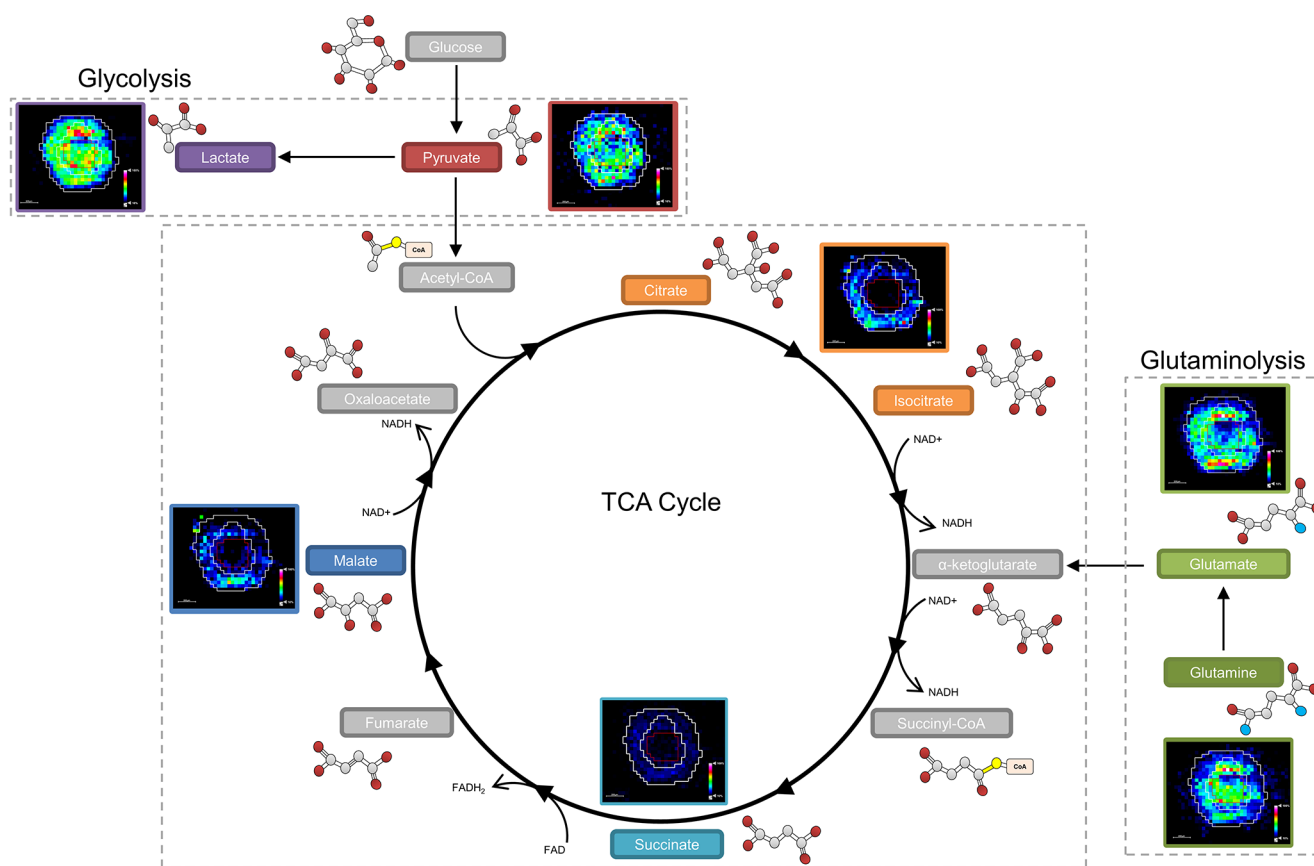 Glucose
Glycolysis
Lactate
Pyruvate
CoA
Acetyl-CoA
Citrate
Isocitrate
Glutaminolysis
Oxaloacetate
NADH
NAD+
TCA Cycle
NAD+
NADH
Malate
α-ketoglutarate
Glutamate
NAD+
NADH
Glutamine
Fumarate
Succinyl-CoA
CoA
FADH₂
FAD
Succinate